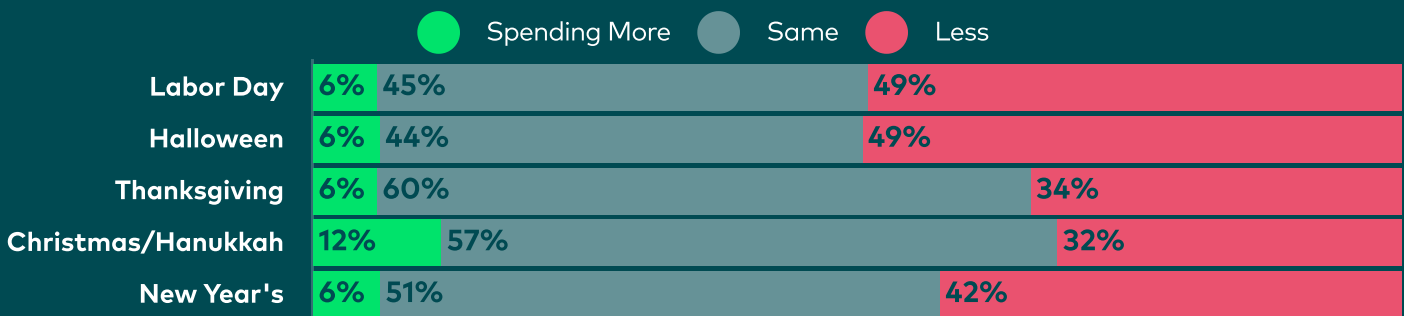 Spending More Same Less
Labor Day 6% 45% 49%
Halloween 6% 44% 49%
Thanksgiving 6% 60% 34%
Christmas/Hanukkah 12% 57% 32%
New Year's 6% 51% 42%